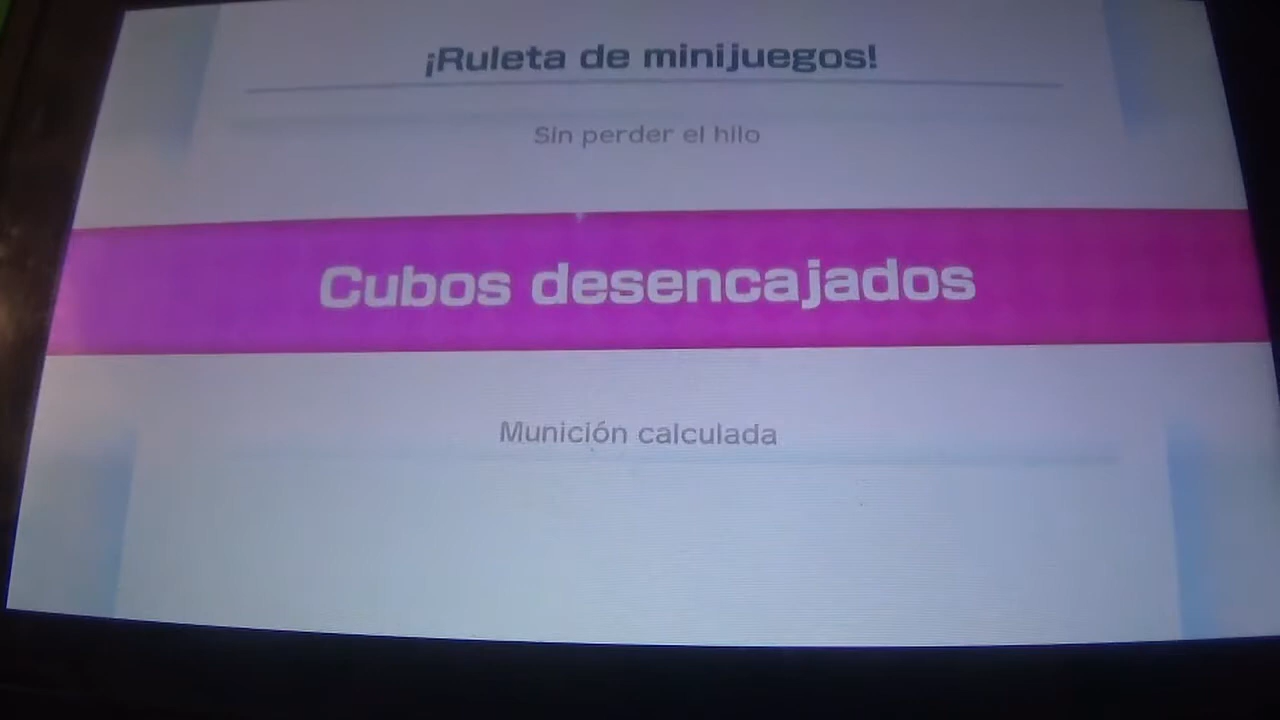 ¡Ruleta de minijuegos!
Sin perder el hilo
Cubos desencajados
Munición calculada